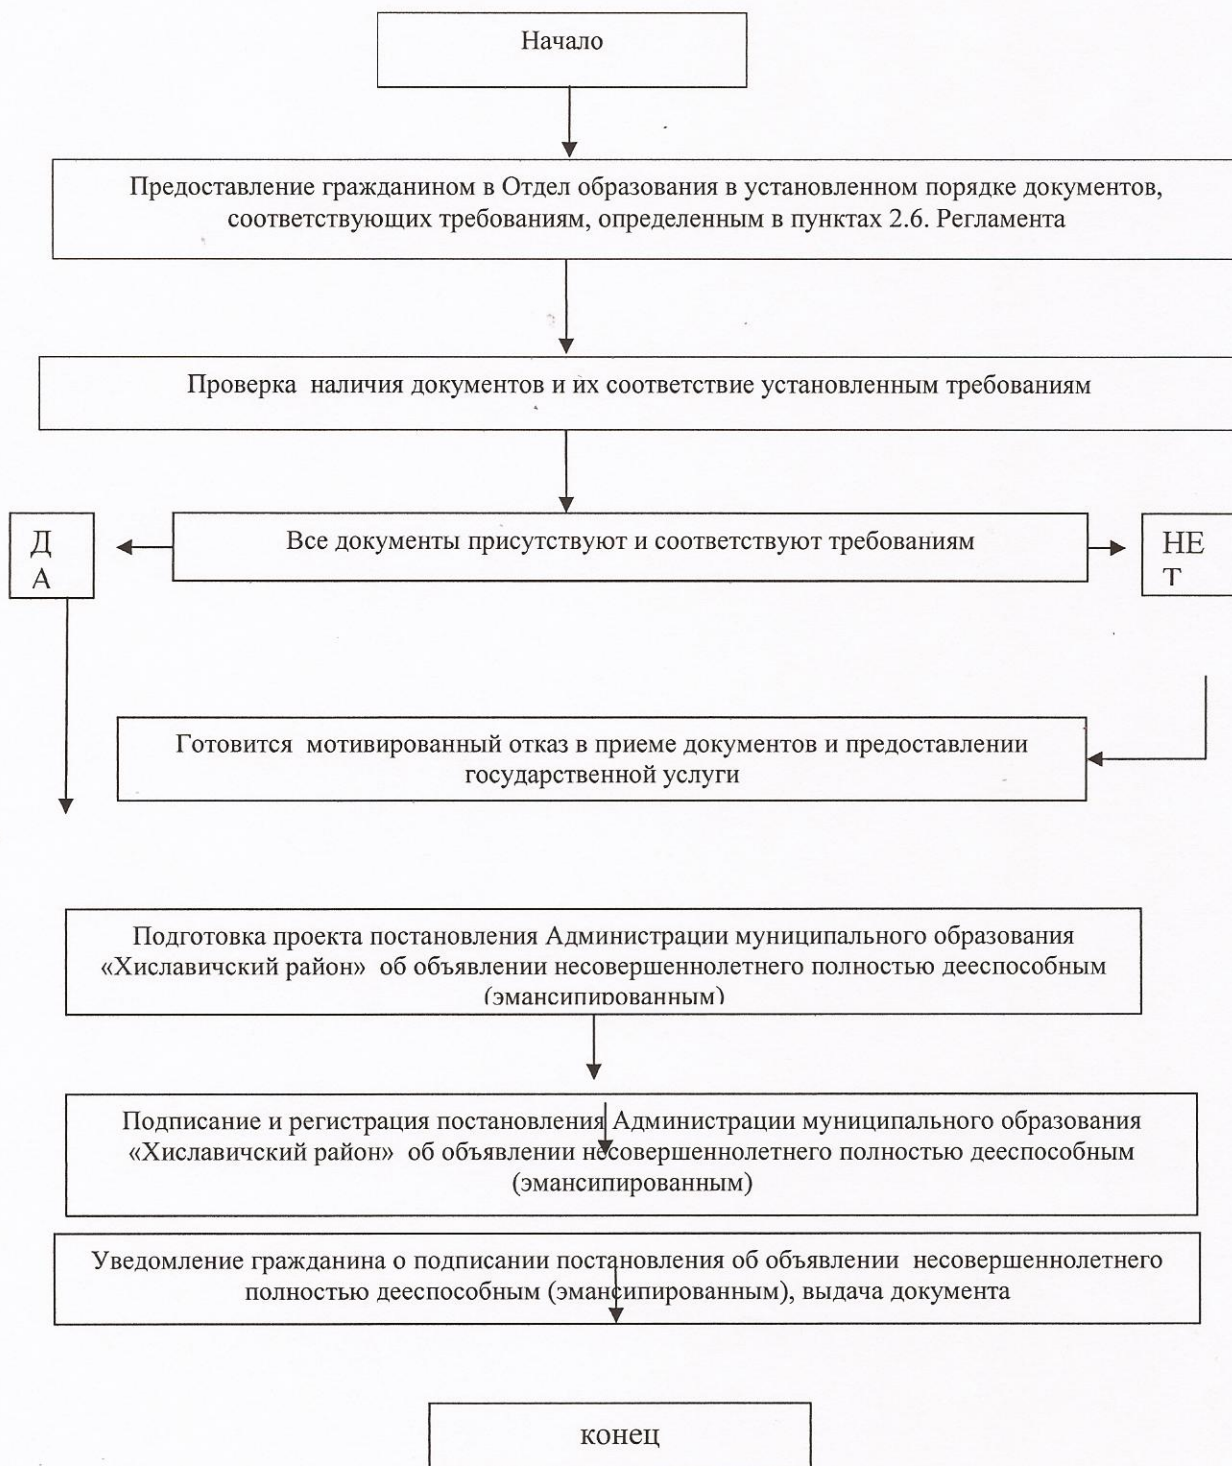 Начало
Предоставление гражданином в Отдел образования в установленном порядке документов,
соответствующих требованиям, определенным в пунктах 2.6. Регламента
Проверка  наличия документов и их соответствие установленным требованиям
Д
А
Все документы присутствуют и соответствуют требованиям
НЕ
Т
Готовится  мотивированный отказ в приеме документов и предоставлении
государственной услуги
Подготовка проекта постановления Администрации муниципального образования
«Хиславичский район»  об объявлении несовершеннолетнего полностью дееспособным
(эмансипированным)
Подписание и регистрация постановления Администрации муниципального образования
«Хиславичский район»  об объявлении несовершеннолетнего полностью дееспособным
(эмансипированным)
Уведомление гражданина о подписании постановления об объявлении  несовершеннолетнего
полностью дееспособным (эмансипированным), выдача документа
конец